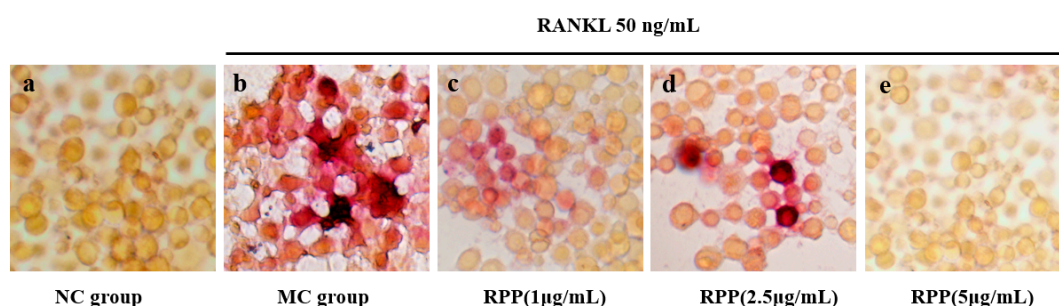 RANKL 50 ng/mL
a b c d e
NC group MC group RPP(1μg/mL) RPP(2.5μg/mL) RPP(5μg/mL)